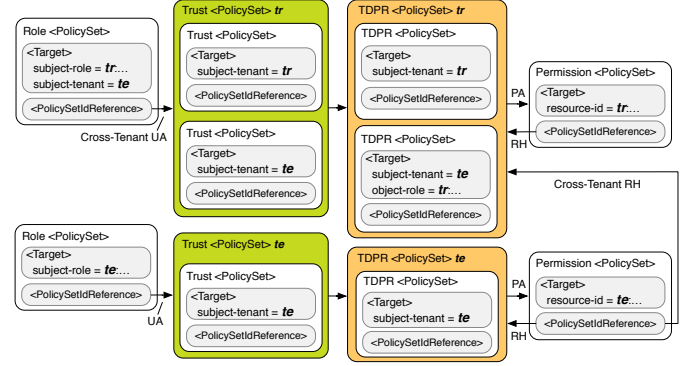 Role <PolicySet>
<Target>
subject-role = tr:...
subject-tenant = te
<PolicySetIdReference>
Cross-Tenant UA
Trust <PolicySet> tr
Trust <PolicySet>
<Target>
subject-tenant = tr
<PolicySetIdReference>
Trust <PolicySet>
<Target>
subject-tenant = te
<PolicySetIdReference>
TDPR <PolicySet> tr
TDPR <PolicySet>
<Target>
subject-tenant = tr
<PolicySetIdReference>
TDPR <PolicySet>
<Target>
subject-tenant = te
object-role = tr:...
<PolicySetIdReference>
PA
RH
Permission <PolicySet>
<Target>
resource-id = tr:...
<PolicySetIdReference>
Cross-Tenant RH
Role <PolicySet>
<Target>
subject-role = te:...
<PolicySetIdReference>
UA
Trust <PolicySet> te
Trust <PolicySet>
<Target>
subject-tenant = te
<PolicySetIdReference>
TDPR <PolicySet> te
TDPR <PolicySet>
<Target>
subject-tenant = te
<PolicySetIdReference>
PA
RH
Permission <PolicySet>
<Target>
resource-id = te:...
<PolicySetIdReference>